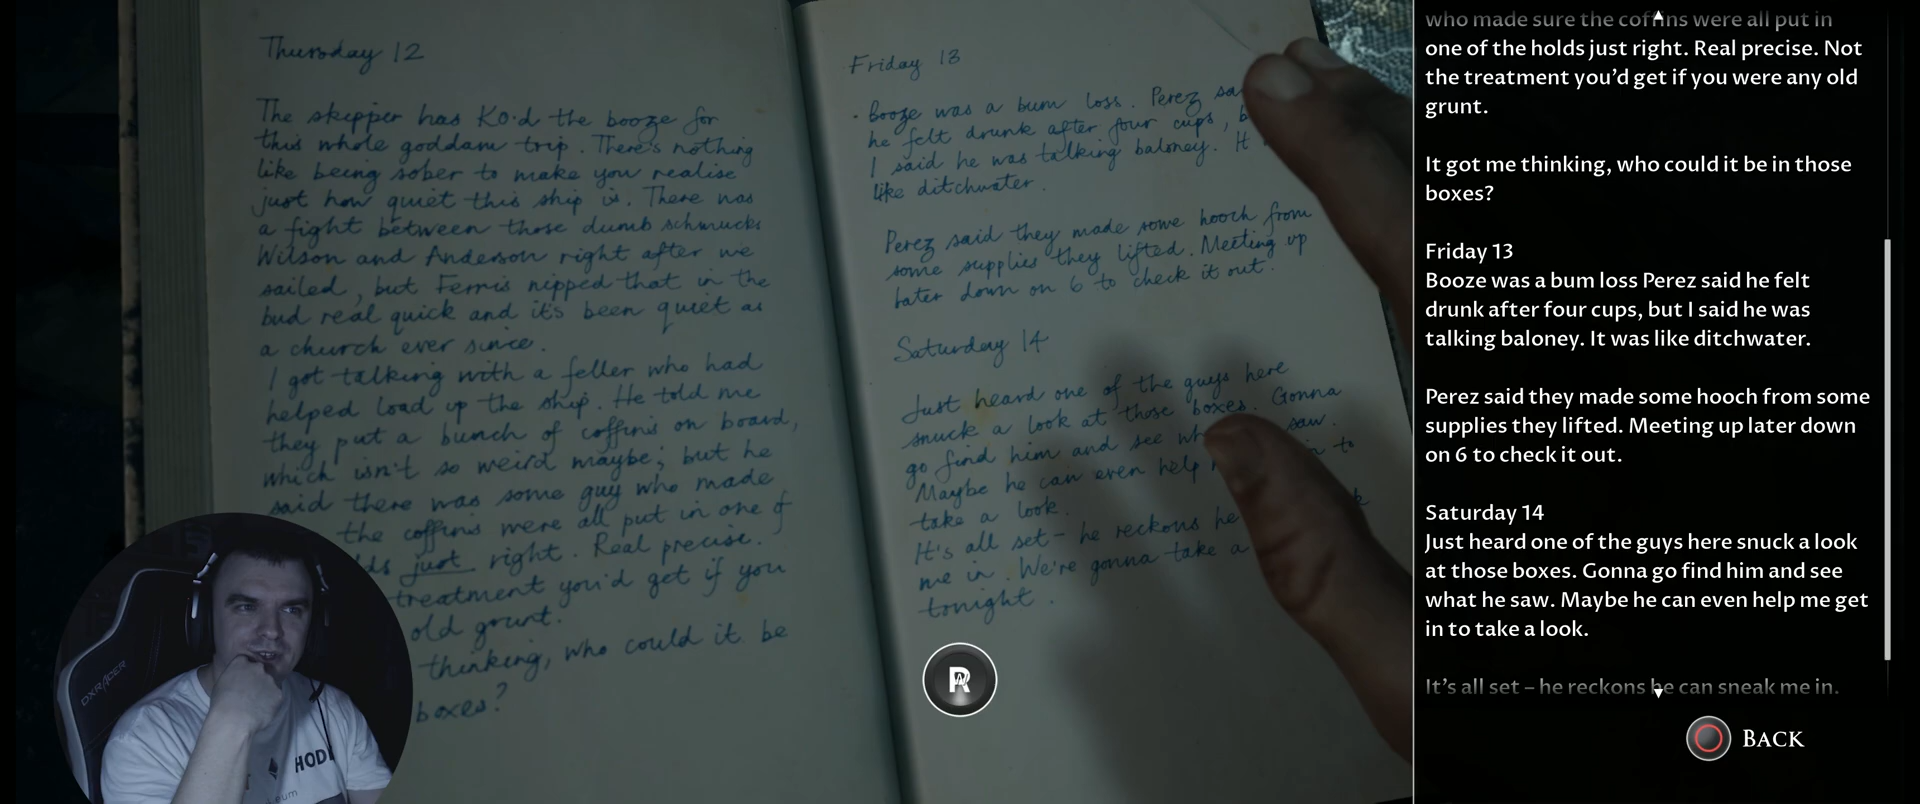 Thursday 12
The skipper has KO.d the booze for
this whole goddam trip. There's nothing
like being sober to make you realise
just how quiet this ship is. There was
a fight between those dumb schmucks
Wilson and Anderson right after we
sailed, but Ferris nipped that in the
bud real quick and it's been quiet as
a church ever since.
I got talking with a feller who had
helped load up the ship. He told me
they put a bunch of coffins on board,
which isn't so weird maybe; but he
said there was some guy who made
the coffins were all put in one of
ds just right. Real precise.
treatment you'd get if you
old grunt.
thinking, who could it be
boxes?
Friday 13
Booze was a bum loss. Perez sa
he felt drunk after four cups, b
I said he was talking baloney. It
like ditchwater.
Perez said they made some hooch from
some supplies they lifted. Meeting up
later down on 6 to check it out.
Saturday 14
Just heard one of the guys here
snuck a look at those boxes. Gonna
go find him and see wh saw.
Maybe he can even help in to
take a look.
It's all set - he reckons he k
me in. We're gonna take a
tonight.
R
DXRACER
HODL
eum
who made sure the coffins were all put in
one of the holds just right. Real precise. Not
the treatment you'd get if you were any old
grunt.
It got me thinking, who could it be in those
boxes?
Friday 13
Booze was a bum loss Perez said he felt
drunk after four cups, but I said he was
talking baloney. It was like ditchwater.
Perez said they made some hooch from some
supplies they lifted. Meeting up later down
on 6 to check it out.
Saturday 14
Just heard one of the guys here snuck a look
at those boxes. Gonna go find him and see
what he saw. Maybe he can even help me get
in to take a look.
It's all set – he reckons he can sneak me in.
BACK